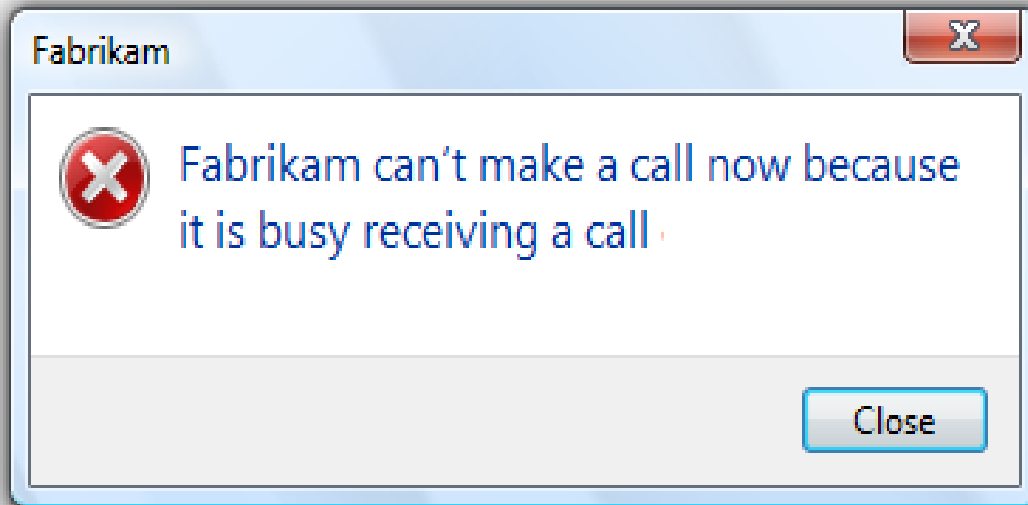 Fabrikam
Fabrikam can't make a call now because
it is busy receiving a call
Close